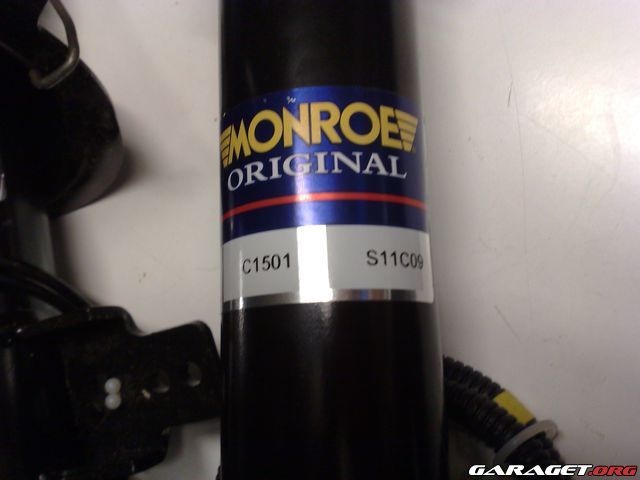 MONROE
ORIGINAL
C1501 S11C09
GARAGET.ORG